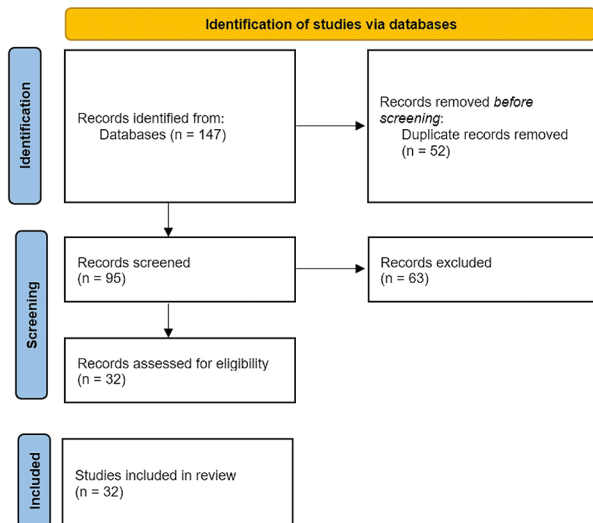 Identification of studies via databases
Identification
Records identified from:
Databases (n = 147)
Records removed before
screening:
Duplicate records removed
(n = 52)
Screening
Records screened
(n = 95)
Records excluded
(n = 63)
Records assessed for eligibility
(n = 32)
Included
Studies included in review
(n = 32)